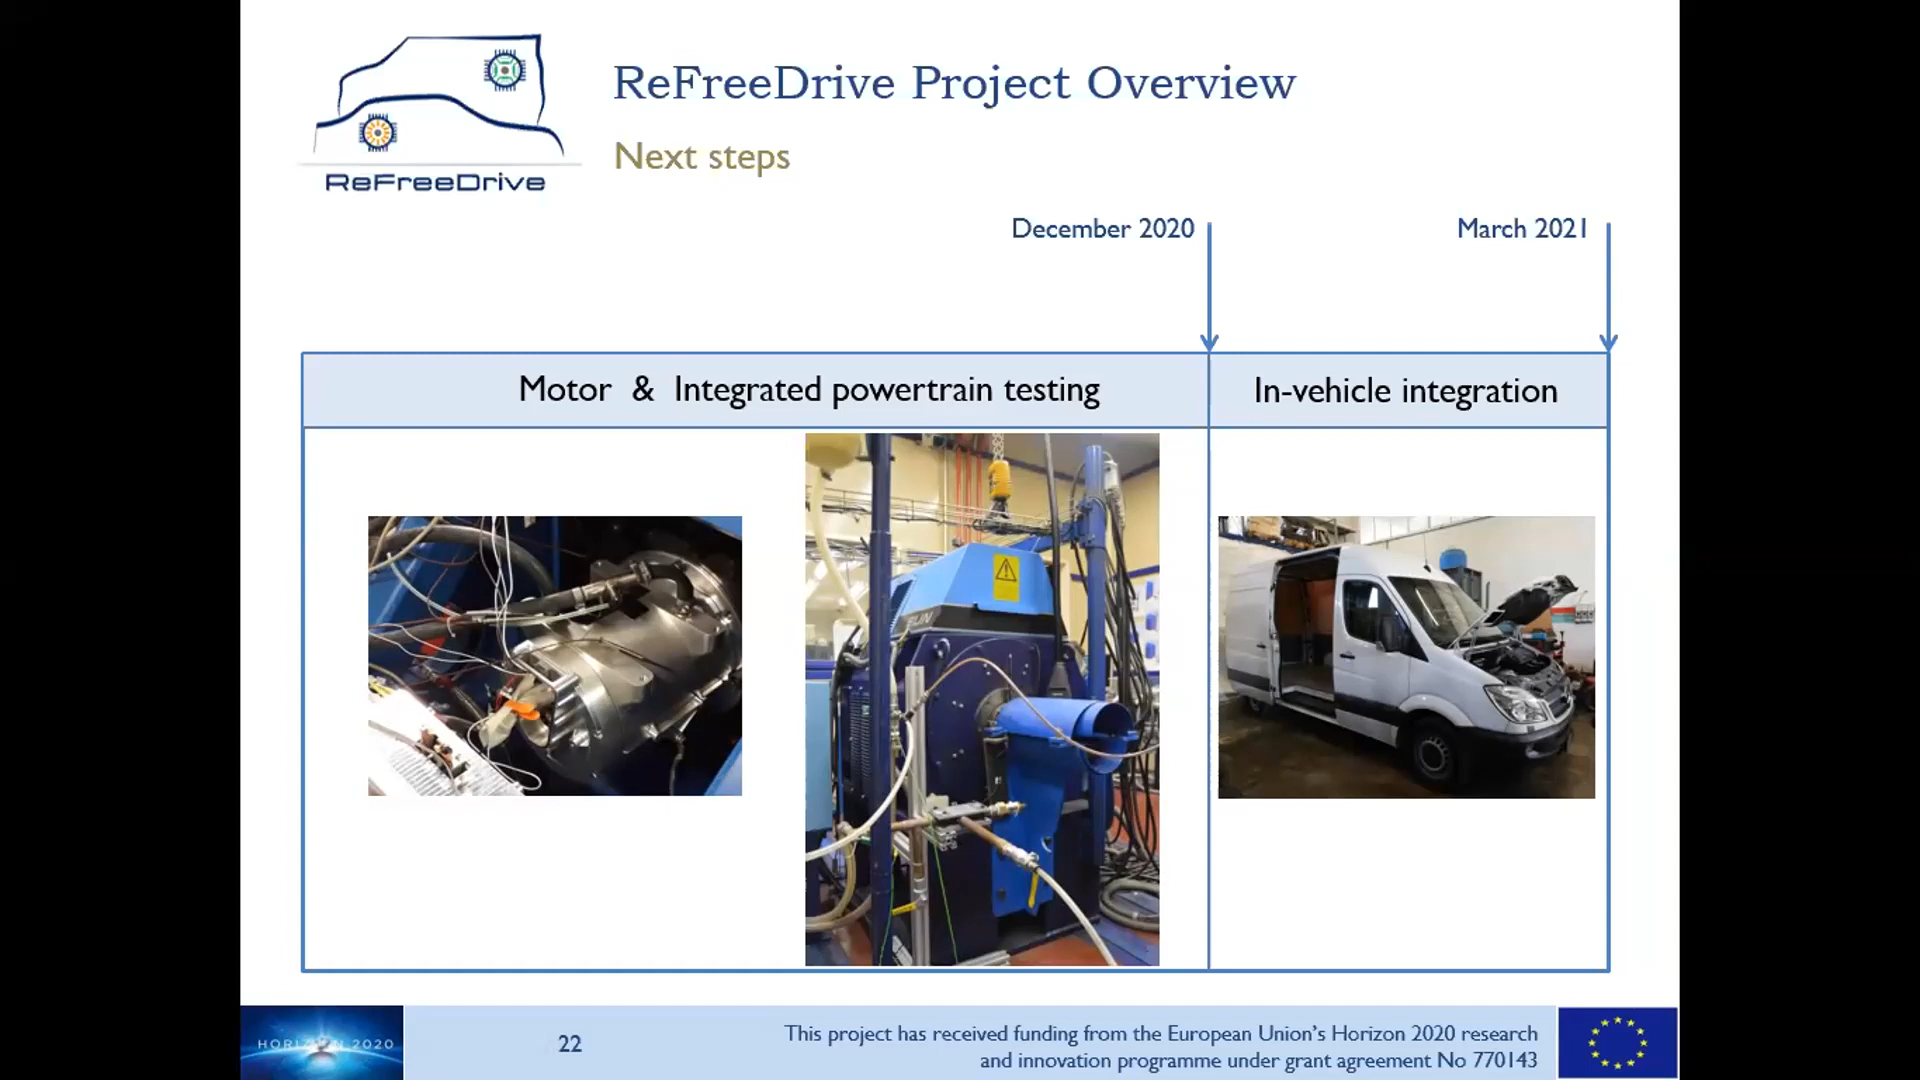 ReFreeDrive Project Overview
Next steps
ReFreeDrive
December 2020
March 2021
Motor & Integrated powertrain testing
In-vehicle integration
HORIZON 2020
22
This project has received funding from the European Union’s Horizon 2020 research
and innovation programme under grant agreement No 770143